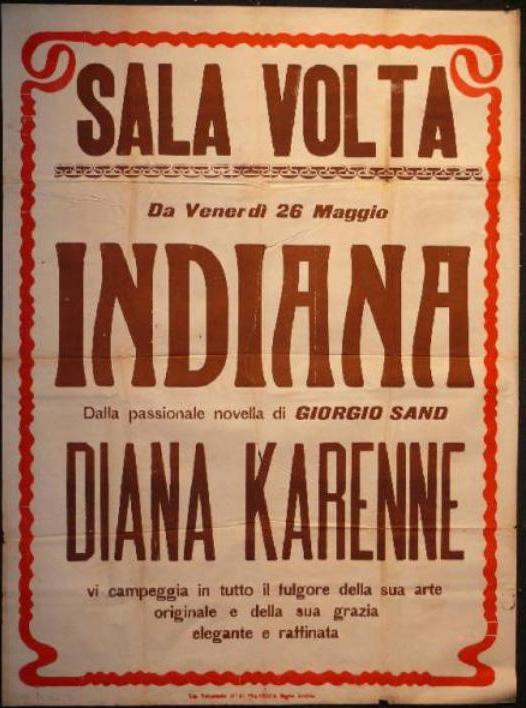 SALA VOLTA
Da Venerdì 26 Maggio
INDIANA
Dalla passionale novella di GIORGIO SAND
DIANA KARENNE
vi campeggia in tutto il fulgore della sua arte
originale e della sua grazia
elegante e raffinata